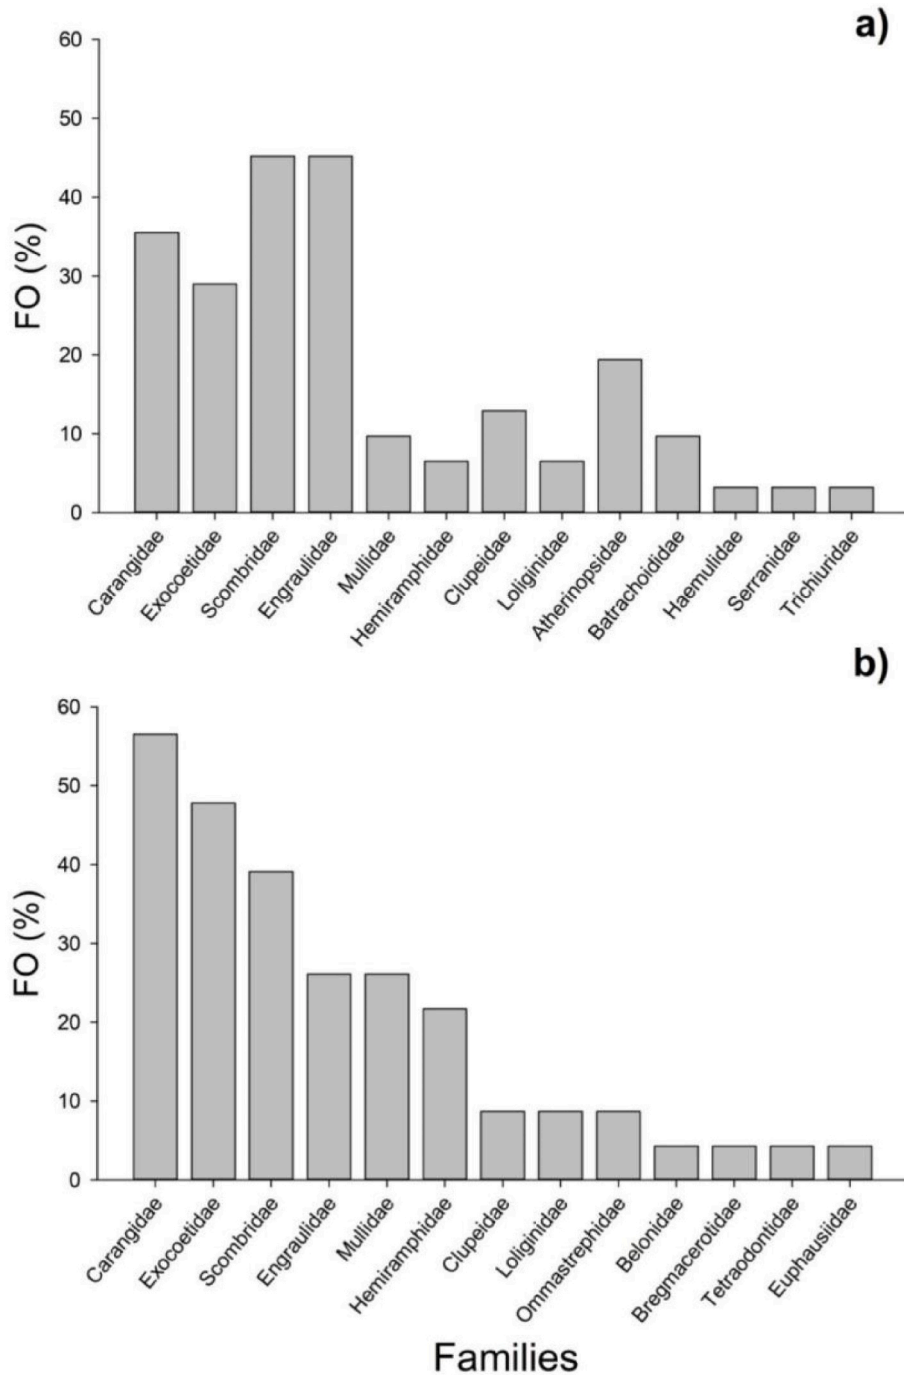 a)
60
50
40
30
20
10
0
FO (%)
Carangidae
Exocoetidae
Scombridae
Engraulidae
Mullidae
Hemiramphidae
Clupeidae
Loliginidae
Atherinopsidae
Batrachoididae
Haemulidae
Serranidae
Trichiuridae
b)
60
50
40
30
20
10
0
FO (%)
Carangidae
Exocoetidae
Scombridae
Engraulidae
Mullidae
Hemiramphidae
Clupeidae
Loliginidae
Ommastrephidae
Belonidae
Bregmacerotidae
Tetraodontidae
Euphausiidae
Families